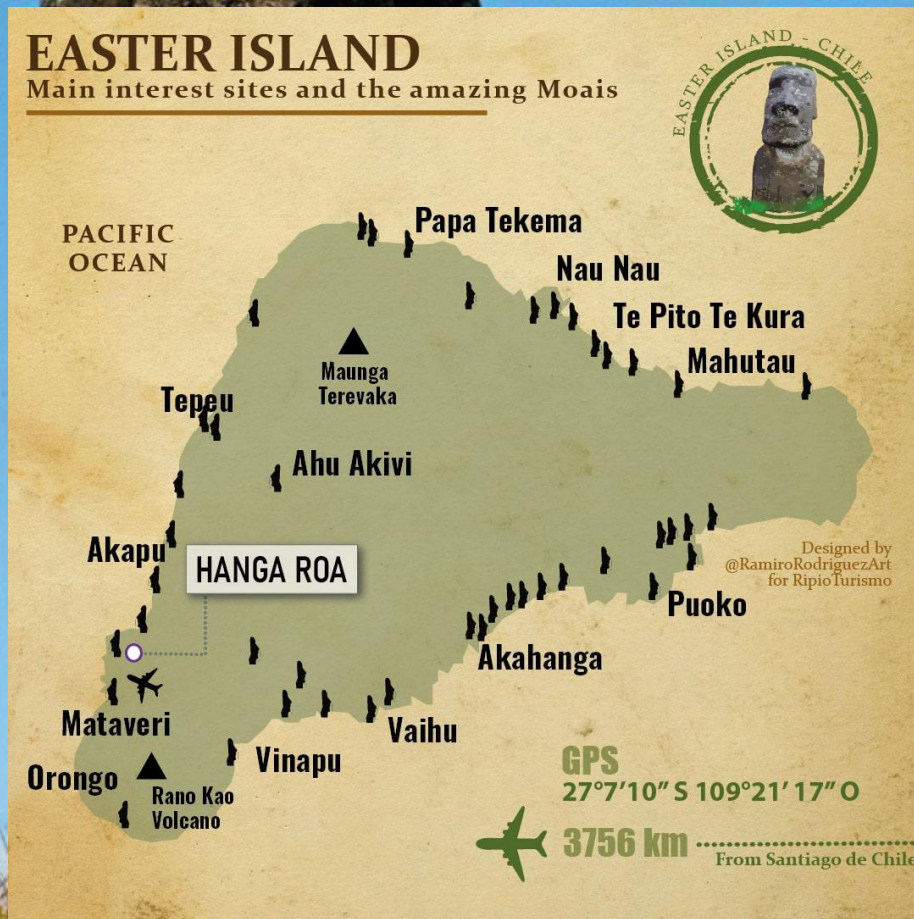 EASTER ISLAND
Main interest sites and the amazing Moais
EASTER ISLAND - CHILE
PACIFIC
OCEAN
Papa Tekema
Nau Nau
Te Pito Te Kura
Mahutau
Maunga
Terevaka
Tepeu
Ahu Akivi
Akapu
HANGA ROA
Designed by
@RamiroRodriguezArt
for RipioTurismo
Puoko
Akahanga
Mataveri
Vaihu
Vinapu
Orongo
Rano Kao
Volcano
GPS
27°7'10" S 109°21' 17" O
3756 km
From Santiago de Chile